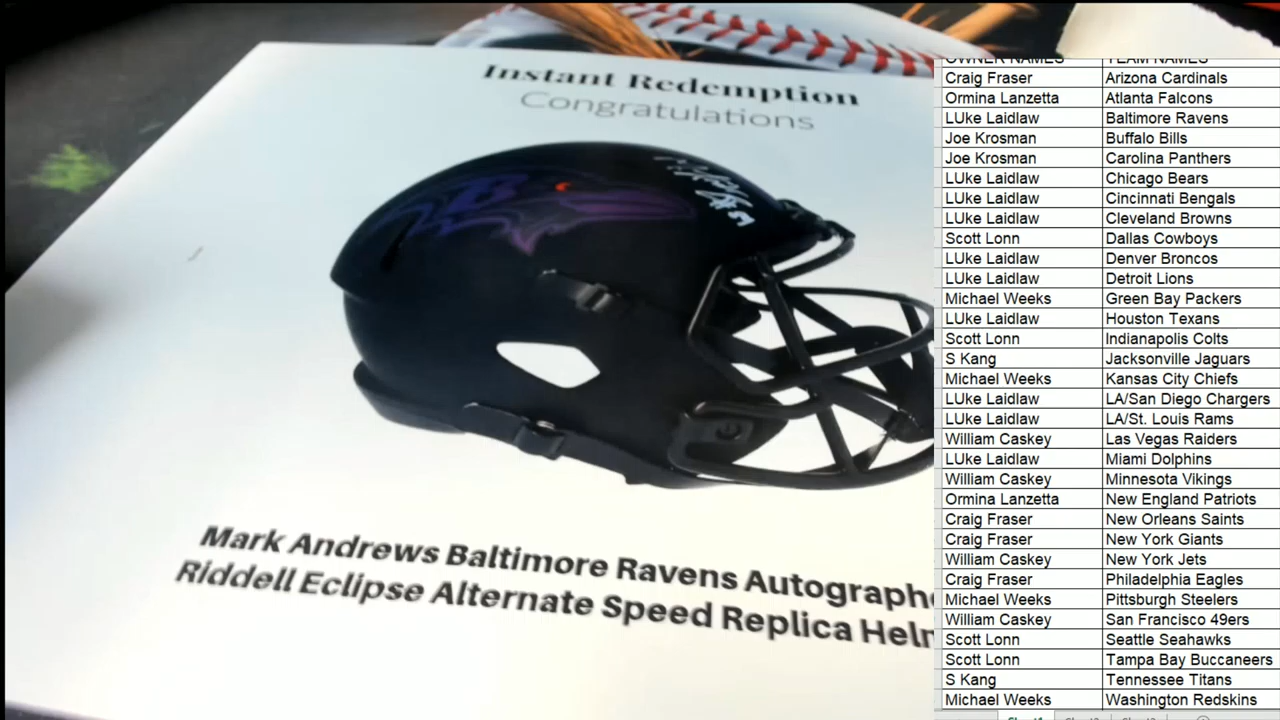 Instant Redemption
Congratulations
Mark Andrews Baltimore Ravens Autographe
Riddell Eclipse Alternate Speed Replica Hel
OWNER NAMES TEAM NAMES
Craig Fraser Arizona Cardinals
Ormina Lanzetta Atlanta Falcons
LUke Laidlaw Baltimore Ravens
Joe Krosman Buffalo Bills
Joe Krosman Carolina Panthers
LUke Laidlaw Chicago Bears
LUke Laidlaw Cincinnati Bengals
LUke Laidlaw Cleveland Browns
Scott Lonn Dallas Cowboys
LUke Laidlaw Denver Broncos
LUke Laidlaw Detroit Lions
Michael Weeks Green Bay Packers
LUke Laidlaw Houston Texans
Scott Lonn Indianapolis Colts
S Kang Jacksonville Jaguars
Michael Weeks Kansas City Chiefs
LUke Laidlaw LA/San Diego Chargers
LUke Laidlaw LA/St. Louis Rams
William Caskey Las Vegas Raiders
LUke Laidlaw Miami Dolphins
William Caskey Minnesota Vikings
Ormina Lanzetta New England Patriots
Craig Fraser New Orleans Saints
Craig Fraser New York Giants
William Caskey New York Jets
Craig Fraser Philadelphia Eagles
Michael Weeks Pittsburgh Steelers
William Caskey San Francisco 49ers
Scott Lonn Seattle Seahawks
Scott Lonn Tampa Bay Buccaneers
S Kang Tennessee Titans
Michael Weeks Washington Redskins